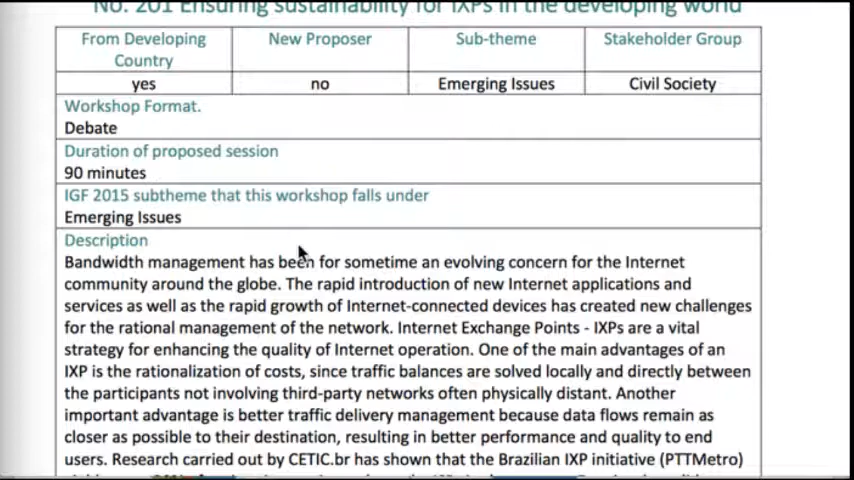 No. 201 Ensuring sustainability for IXPs in the developing world
From Developing Country
New Proposer
Sub-theme
Stakeholder Group
yes
no
Emerging Issues
Civil Society
Workshop Format.
Debate
Duration of proposed session
90 minutes
IGF 2015 subtheme that this workshop falls under
Emerging Issues
Description
Bandwidth management has been for sometime an evolving concern for the Internet
community around the globe. The rapid introduction of new Internet applications and
services as well as the rapid growth of Internet-connected devices has created new challenges
for the rational management of the network. Internet Exchange Points - IXPs are a vital
strategy for enhancing the quality of Internet operation. One of the main advantages of an
IXP is the rationalization of costs, since traffic balances are solved locally and directly between
the participants not involving third-party networks often physically distant. Another
important advantage is better traffic delivery management because data flows remain as
closer as possible to their destination, resulting in better performance and quality to end
users. Research carried out by CETIC.br has shown that the Brazilian IXP initiative (PTTMetro)